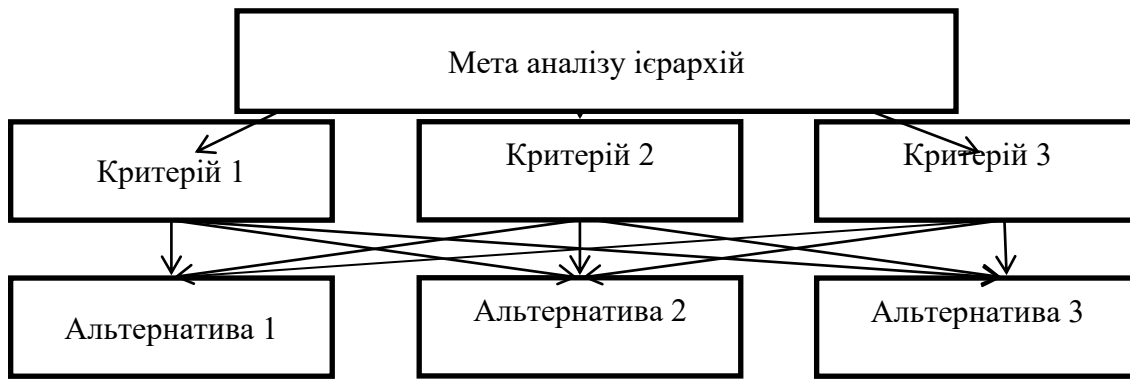 Мета аналізу ієрархій
Критерій 1
Критерій 2
Критерій 3
Альтернатива 1
Альтернатива 2
Альтернатива 3